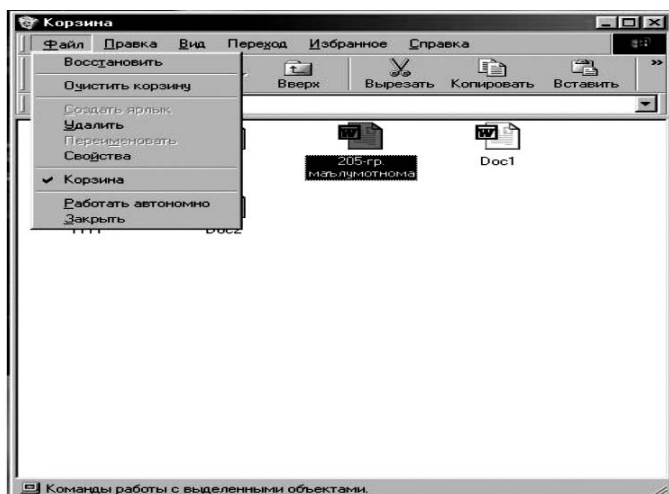 Корзина
Файл Правка Вид Переход Избранное Справка
Восстановить
Очистить корзину
Создать ярлык
Удалить
Переименовать
Свойства
Корзина
Работать автономно
Закрыть
Вверх Вырезать Копировать Вставить »
205-гр.
маълумотнома
Doc1
Doc2
Команды работы с выделенными объектами.